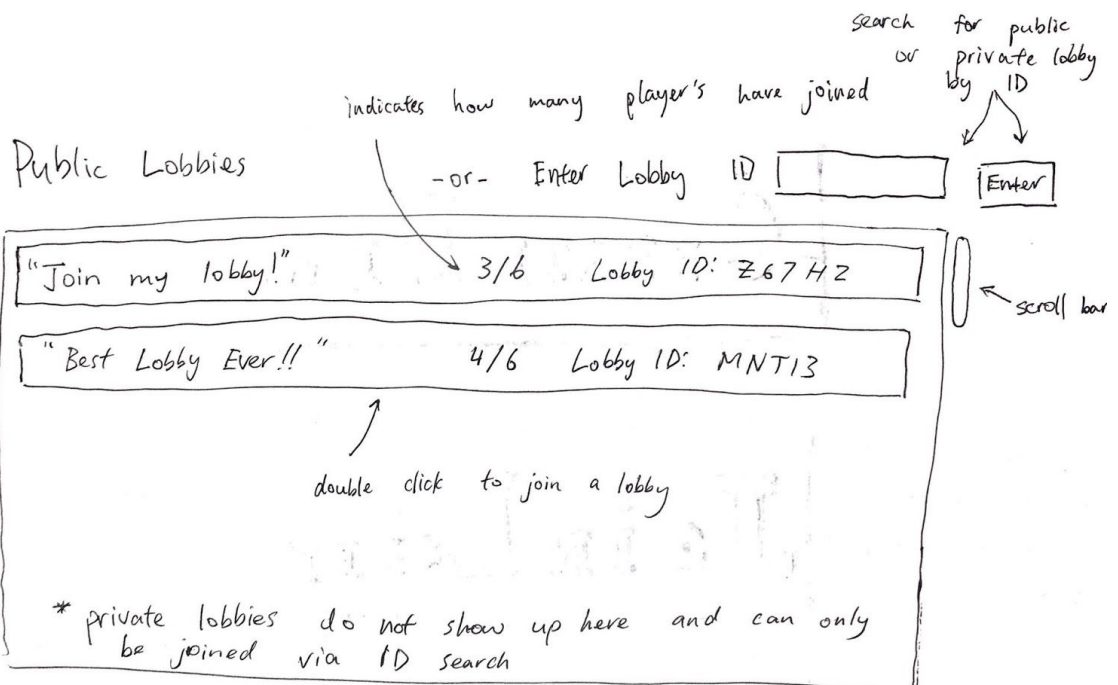 search for public
or private lobby
by ID
indicates how many player's have joined
Public Lobbies -or- Enter Lobby ID Enter
"Join my lobby!" 3/6 Lobby ID: Z67HZ
scroll bar
"Best Lobby Ever!!" 4/6 Lobby ID: MNT13
double click to join a lobby
* private lobbies do not show up here and can only
be joined via ID search